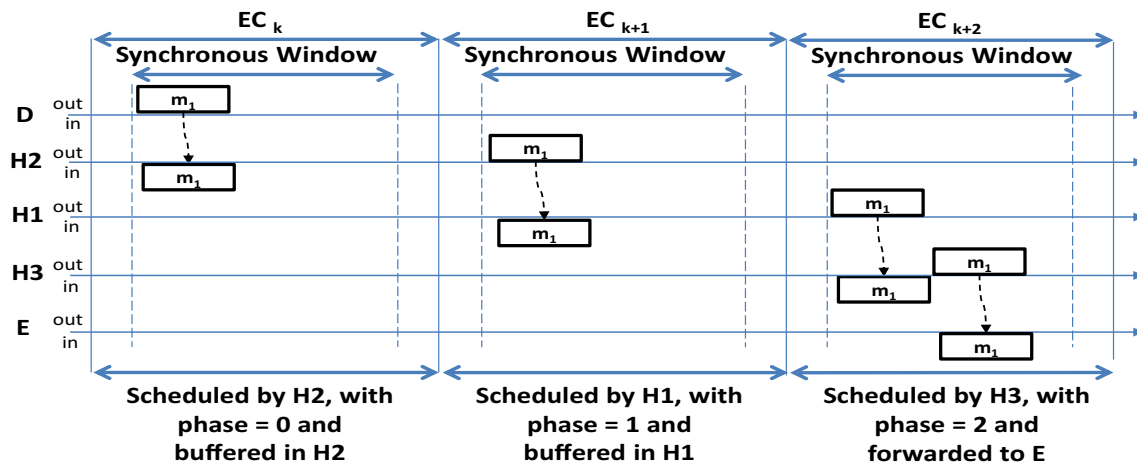 EC k
EC k+1
EC k+2
Synchronous Window
Synchronous Window
Synchronous Window
D out
in
m1
H2 out
in
m1
m1
H1 out
in
m1
m1
H3 out
in
m1
m1
E out
in
m1
Scheduled by H2, with
phase = 0 and
buffered in H2
Scheduled by H1, with
phase = 1 and
buffered in H1
Scheduled by H3, with
phase = 2 and
forwarded to E